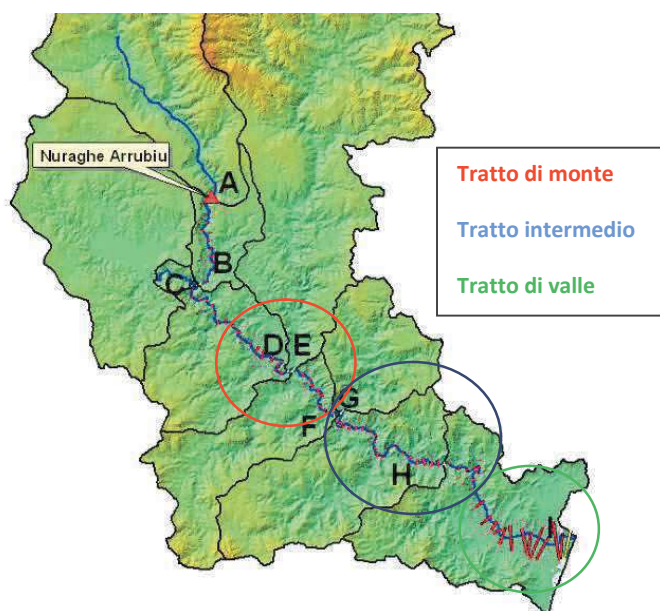 Nuraghe Arrubiu
A
B
C
D E
G
F
H
I
Tratto di monte
Tratto intermedio
Tratto di valle